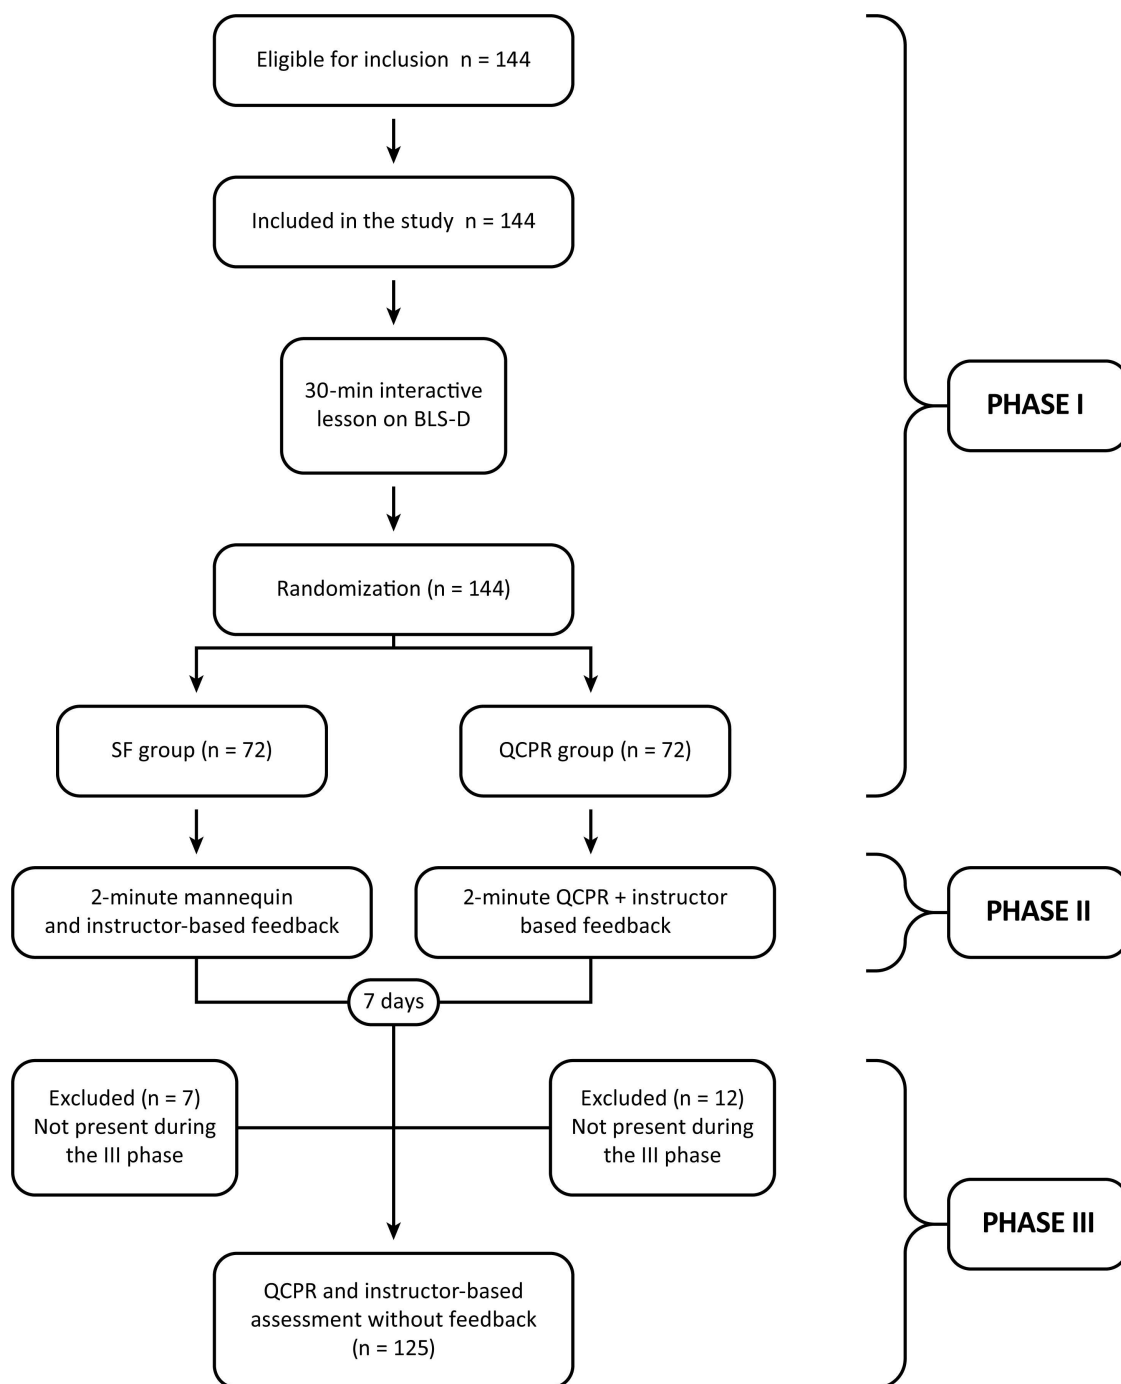 Eligible for inclusion n = 144
Included in the study n = 144
30-min interactive
lesson on BLS-D
PHASE I
Randomization (n = 144)
SF group (n = 72)
QCPR group (n = 72)
2-minute mannequin
and instructor-based feedback
2-minute QCPR + instructor
based feedback
PHASE II
7 days
Excluded (n = 7)
Not present during
the III phase
Excluded (n = 12)
Not present during
the III phase
PHASE III
QCPR and instructor-based
assessment without feedback
(n = 125)